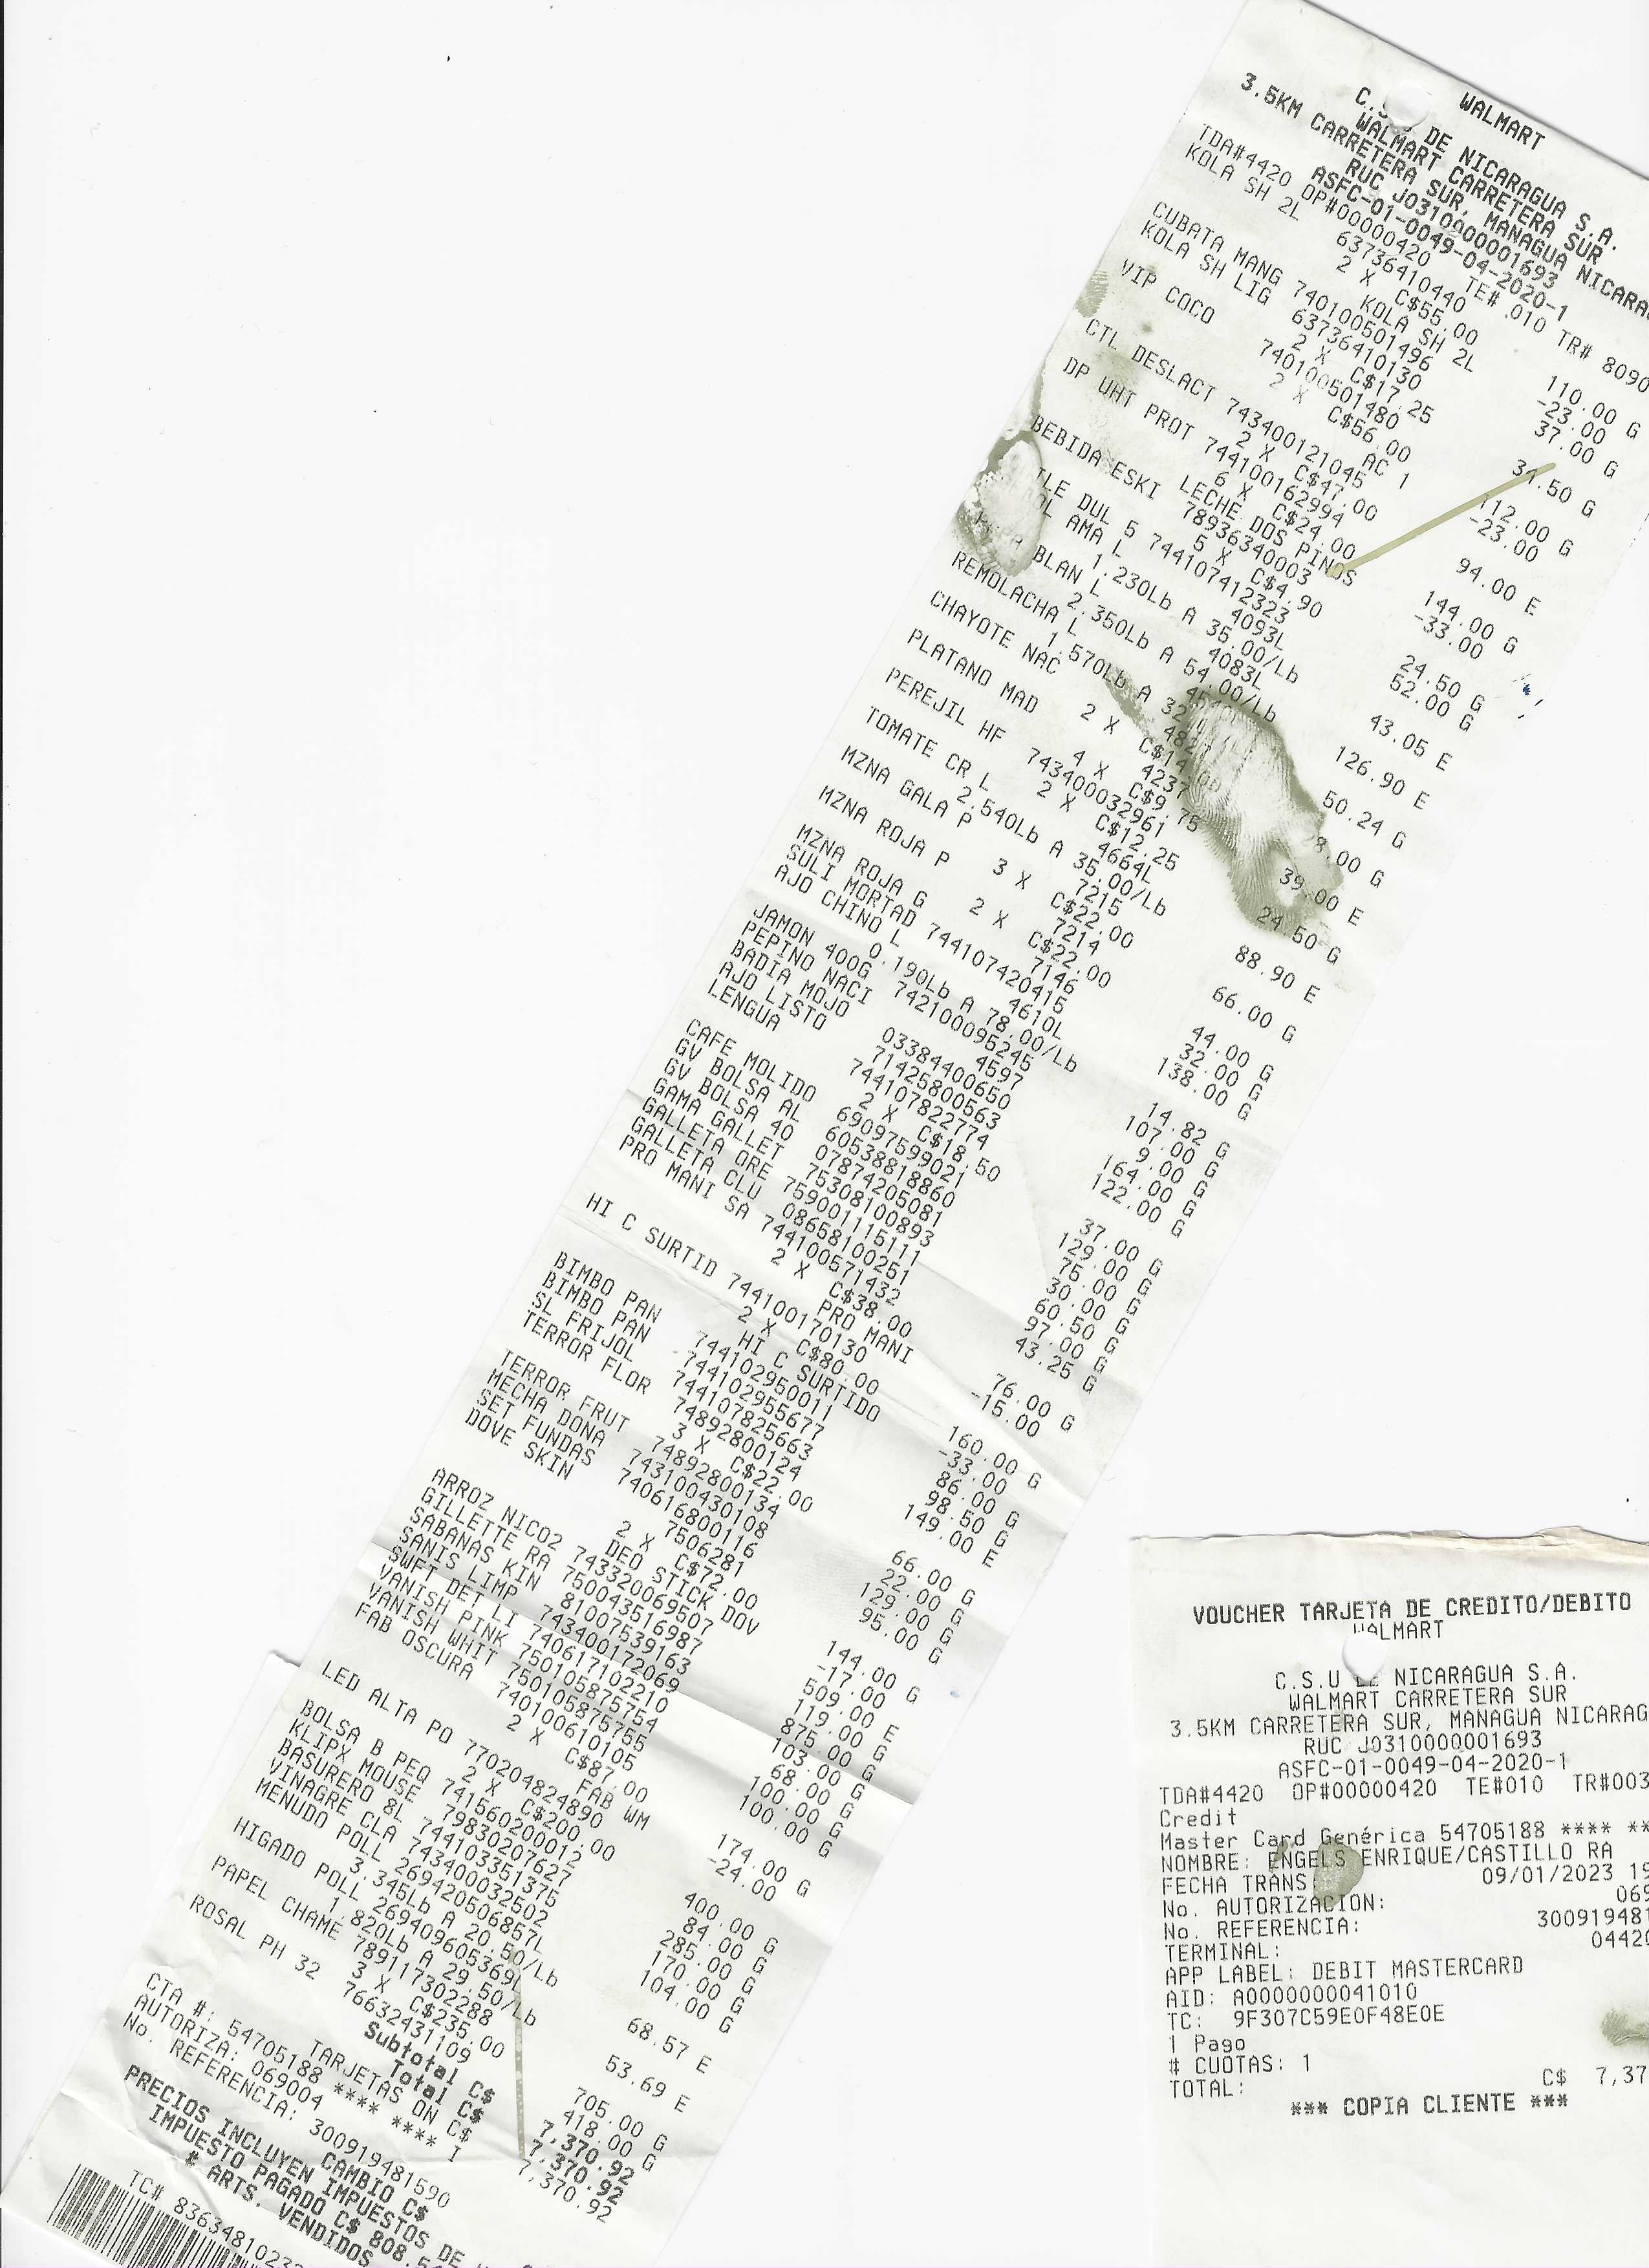 WALMART
C.S. DE NICARAGUA S.A.
WALMART CARRETERA SUR
3.5KM CARRETERA SUR, MANAGUA NICARA
RUC J0310000001693
ASFC-01-0049-04-2020-1
TDA#4420 OP#00000420 TE# 010 TR# 8090
KOLA SH 2L 63736410440
2 X C$55.00 110.00 G
KOLA SH 2L -23.00
CUBATA MANG 740100501496 37.00 G
KOLA SH LIG 63736410130
2 X C$17.25 34.50 G
VIP COCO 740100501480
2 X C$56.00 112.00 G
AC 1 -23.00
CTL DESLACT 743400121045
2 X C$47.00 94.00 E
DP UHT PROT 744100162994
6 X C$24.00 144.00 G
LECHE DOS PINOS -33.00
BEBIDA ESKI 78936340003
5 X C$4.90 24.50 G
TLE DUL 5 744107412323 52.00 G
OL AMA L 4093L
1.230Lb A 35.00/Lb 43.05 E
BLAN L 4083L
2.350Lb A 54.00/Lb 126.90 E
REMOLACHA L
1.570Lb A 32 50.24 G
CHAYOTE NAC
2 X C$14.00 .00 G
PLATANO MAD 4237
4 X C$9.75 39.00 E
PEREJIL HF 743400032961
2 X C$12.25 24.50 G
TOMATE CR L 4664L
2.540Lb A 35.00/Lb 88.90 E
MZNA GALA P 7215
3 X C$22.00 66.00 G
MZNA ROJA P 7214
2 X C$22.00 44.00 G
MZNA ROJA G 7146 32.00 G
SULI MORTAD 744107420415 138.00 G
AJO CHINO L 4610L
0.190Lb A 78.00/Lb 14.82 G
JAMON 400G 742100095245 107.00 G
PEPINO NACI 4597 9.00 G
BADIA MOJO 03384400650 164.00 G
AJO LISTO 71425800563 122.00 G
LENGUA 744107822774
2 X C$18.50 37.00 G
CAFE MOLIDO 69097599021 129.00 G
GV BOLSA AL 60538818860 75.00 G
GV BOLSA 40 07874205081 30.00 G
GAMA GALLET 75308100893 60.50 G
GALLETA ORE 759001115111 97.00 G
GALLETA CLU 08658100251 43.25 G
PRO MANI SA 744100571432
2 X C$38.00 76.00 G
PRO MANI -15.00
HI C SURTID 744100170130
2 X C$80.00 160.00 G
HI C SURTIDO -33.00
BIMBO PAN 744102950011 86.00 G
BIMBO PAN 744102955677 98.50 G
SL FRIJOL 744107825663 149.00 E
TERROR FLOR 74892800124
3 X C$22.00 66.00 G
TERROR FRUT 74892800134 22.00 G
MECHA DONA 743100430108 129.00 G
SET FUNDAS 740616800116 95.00 G
DOVE SKIN 7506281
2 X C$72.00 144.00 G
DEO STICK DOV -17.00
ARROZ NICO2 743320069507 509.00 E
GILLETTE RA 750043516987 119.00 G
SABANAS KIN 81007539163 875.00 G
SANIS LIMP 743400172069 103.00 G
SWFT DET LI 740617102210 68.00 G
VANISH PINK 750105875754 100.00 G
VANISH WHIT 750105875755 100.00 G
FAB OSCURA 740100610105
2 X C$87.00 174.00 G
FAB WM -24.00
LED ALTA PO 770204824890
2 X C$200.00 400.00 G
BOLSA B PEQ 741560200012 84.00 G
KLIPX MOUSE 79830207627 285.00 G
BASURERO 8L 744103351375 170.00 G
VINAGRE CLA 743400032502 104.00 G
MENUDO POLL 269420506857L
3.345Lb A 20.50/Lb 68.57 E
HIGADO POLL 269409605369L
1.820Lb A 29.50/Lb 53.69 E
PAPEL CHAME 789117302288
3 X C$235.00 705.00 G
ROSAL PH 32 76632431109 418.00 G
Subtotal C$ 7,370.92
Total C$ 7,370.92
TARJETAS ON C$ 7,370.92
CTA #: 54705188 **** **** I
AUTORIZA: 069004
No. REFERENCIA: 300919481590
CAMBIO C$
PRECIOS INCLUYEN IMPUESTOS DE
IMPUESTO PAGADO C$ 808.
# ARTS. VENDIDOS
TC# 836348102
VOUCHER TARJETA DE CREDITO/DEBITO
WALMART
C.S.U DE NICARAGUA S.A.
WALMART CARRETERA SUR
3.5KM CARRETERA SUR, MANAGUA NICARAG
RUC J0310000001693
ASFC-01-0049-04-2020-1
TDA#4420 OP#00000420 TE#010 TR#003
Credit
Master Card Genérica 54705188 **** **
NOMBRE: ENGELS ENRIQUE/CASTILLO RA
FECHA TRANS: 09/01/2023 19
No. AUTORIZACION: 069
No. REFERENCIA: 300919481
TERMINAL: 0442
APP LABEL: DEBIT MASTERCARD
AID: A0000000041010
TC: 9F307C59E0F48E0E
1 Pago
# CUOTAS: 1
TOTAL: C$ 7,37
*** COPIA CLIENTE ***